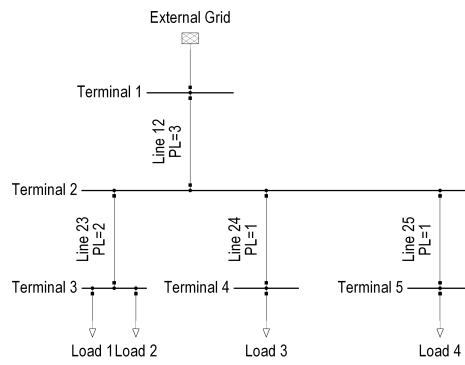 External Grid
Terminal 1
Line 12
PL=3
Terminal 2
Line 23
PL=2
Line 24
PL=1
Line 25
PL=1
Terminal 3
Terminal 4
Terminal 5
Load 1
Load 2
Load 3
Load 4